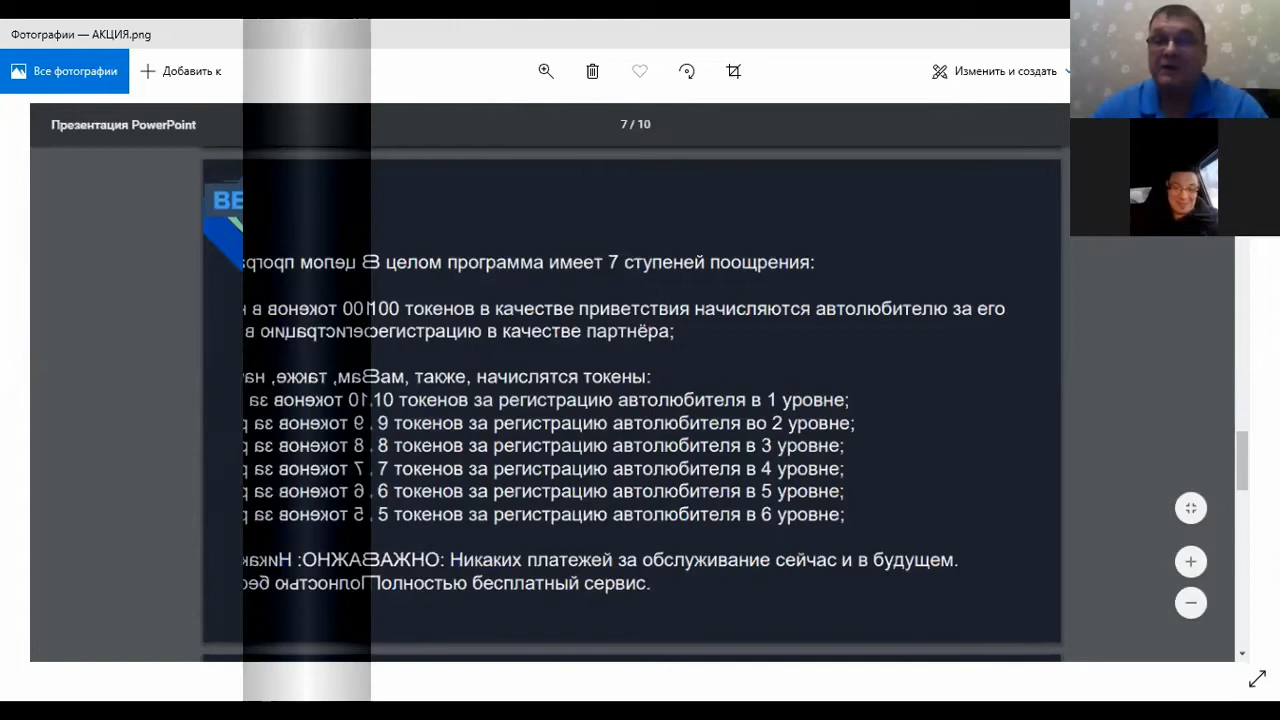 Фотографии — АКЦИЯ.png
Все фотографии
Добавить к
Изменить и создать
Презентация PowerPoint
7 / 10
ВЕ
В целом программа имеет 7 ступеней поощрения:
100 токенов в качестве приветствия начисляются автолюбителю за его
регистрацию в качестве партнёра;
Вам, также, начислятся токены:
10 токенов за регистрацию автолюбителя в 1 уровне;
9 токенов за регистрацию автолюбителя во 2 уровне;
8 токенов за регистрацию автолюбителя в 3 уровне;
7 токенов за регистрацию автолюбителя в 4 уровне;
6 токенов за регистрацию автолюбителя в 5 уровне;
5 токенов за регистрацию автолюбителя в 6 уровне;
ВАЖНО: Никаких платежей за обслуживание сейчас и в будущем.
Полностью бесплатный сервис.